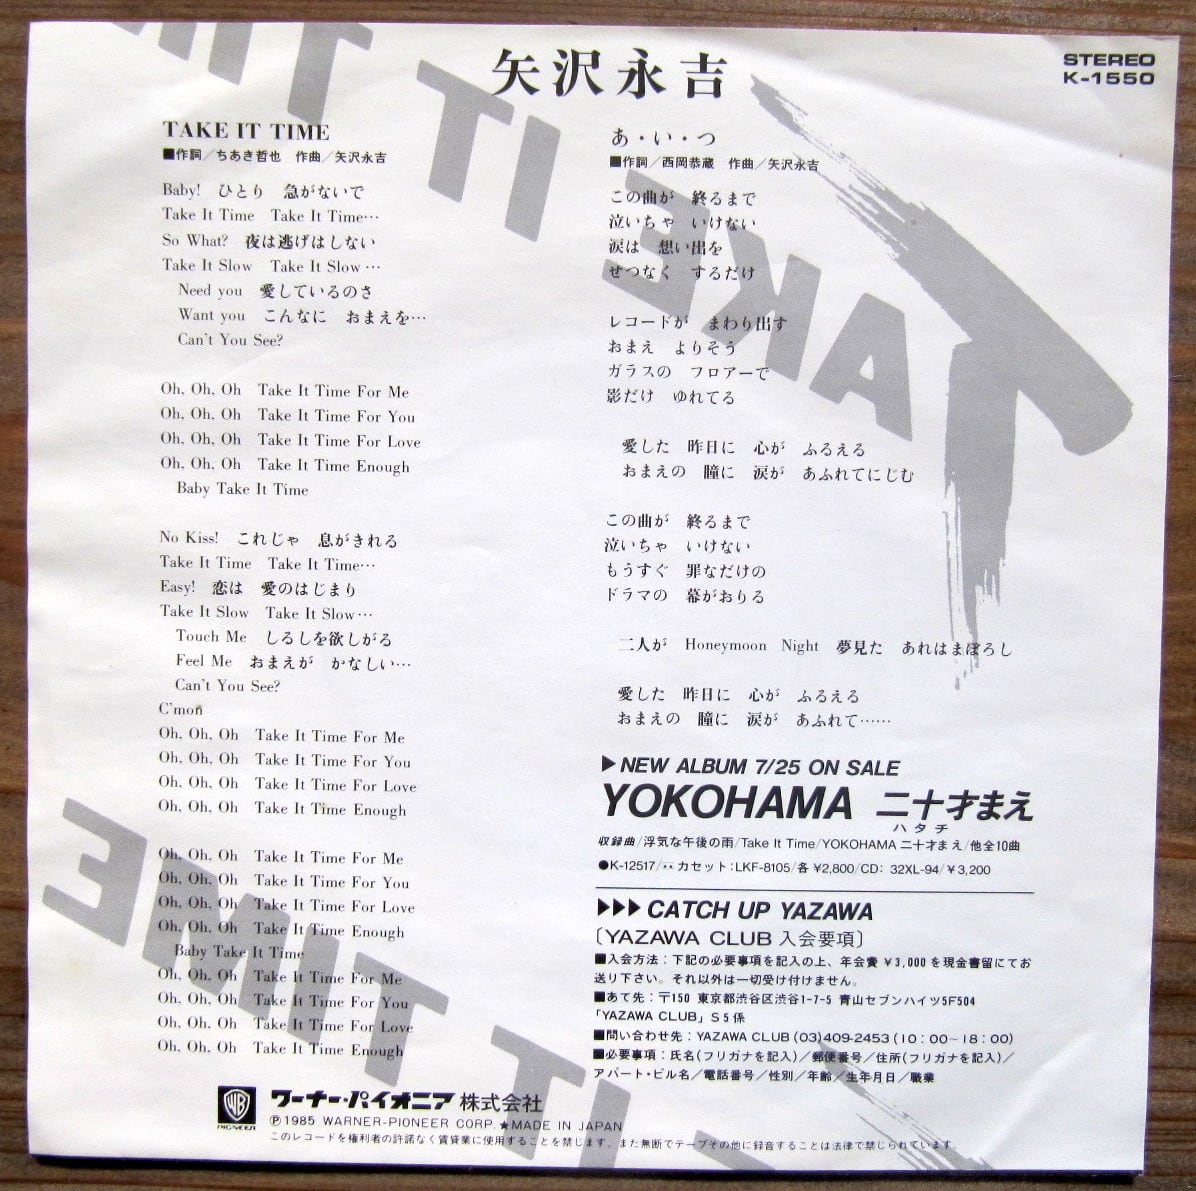 矢沢永吉
STEREO
K-1550
TAKE IT TIME
■作詞／ちあき哲也　作曲／矢沢永吉
Baby!　ひとり　急がないで
Take It Time　Take It Time…
So What?　夜は逃げはしない
Take It Slow　Take It Slow…
Need you　愛しているのさ
Want you　こんなに　おまえを…
Can't You See?
Oh, Oh, Oh　Take It Time For Me
Oh, Oh, Oh　Take It Time For You
Oh, Oh, Oh　Take It Time For Love
Oh, Oh, Oh　Take It Time Enough
Baby Take It Time
No Kiss!　これじゃ　息がきれる
Take It Time　Take It Time…
Easy!　恋は　愛のはじまり
Take It Slow　Take It Slow…
Touch Me　しるしを欲しがる
Feel Me　おまえが　かなしい…
Can't You See?
C'mon
Oh, Oh, Oh　Take It Time For Me
Oh, Oh, Oh　Take It Time For You
Oh, Oh, Oh　Take It Time For Love
Oh, Oh, Oh　Take It Time Enough
Oh, Oh, Oh　Take It Time For Me
Oh, Oh, Oh　Take It Time For You
Oh, Oh, Oh　Take It Time For Love
Oh, Oh, Oh　Take It Time Enough
Baby Take It Time
Oh, Oh, Oh　Take It Time For Me
Oh, Oh, Oh　Take It Time For You
Oh, Oh, Oh　Take It Time For Love
Oh, Oh, Oh　Take It Time Enough
あ・い・つ
■作詞／西岡恭蔵　作曲／矢沢永吉
この曲が　終るまで
泣いちゃ　いけない
涙は　想い出を
せつなく　するだけ
レコードが　まわり出す
おまえ　よりそう
ガラスの　フロアーで
影だけ　ゆれてる
愛した　昨日に　心が　ふるえる
おまえの　瞳に　涙が　あふれてにじむ
この曲が　終るまで
泣いちゃ　いけない
もうすぐ　罪なだけの
ドラマの　幕がおりる
二人が　Honeymoon　Night　夢見た　あれはまぼろし
愛した　昨日に　心が　ふるえる
おまえの　瞳に　涙が　あふれて……
▶NEW ALBUM 7/25 ON SALE
YOKOHAMA 二十才まえ
ハタチ
収録曲/浮気な午後の雨/Take It Time/YOKOHAMA 二十才まえ/他全10曲
●K-12517/••カセット:LKF-8105/各￥2,800/CD: 32XL-94/￥3,200
▶▶▶CATCH UP YAZAWA
〔YAZAWA CLUB 入会要項〕
■入会方法：下記の必要事項を記入の上、年会費￥3,000を現金書留にてお
送り下さい。それ以外は一切受け付けません。
■あて先：〒150 東京都渋谷区渋谷1-7-5 青山セブンハイツ5F504
「YAZAWA CLUB」S5係
■問い合わせ先：YAZAWA CLUB (03)409-2453 (10:00〜18:00)
■必要事項：氏名(フリガナを記入)／郵便番号／住所(フリガナを記入)／
アパート・ビル名／電話番号／性別／年齢／生年月日／職業
WB
PIONEER
ワーナー・パイオニア 株式会社
Ⓟ1985 WARNER-PIONEER CORP. ★MADE IN JAPAN
このレコードを権利者の許諾なく賃貸業に使用することを禁じます。また無断でテープその他に録音することは法律で禁じられています。
TAKE IT TIME
TAKE IT TIME